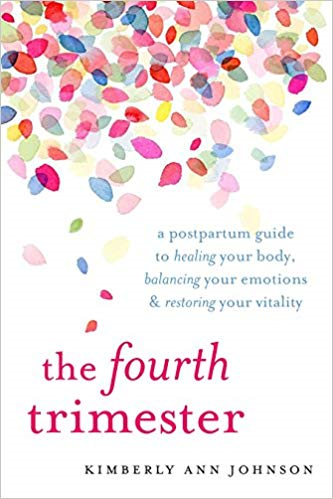 a postpartum guide
to healing your body,
balancing your emotions
& restoring your vitality
the fourth
trimester
KIMBERLY ANN JOHNSON